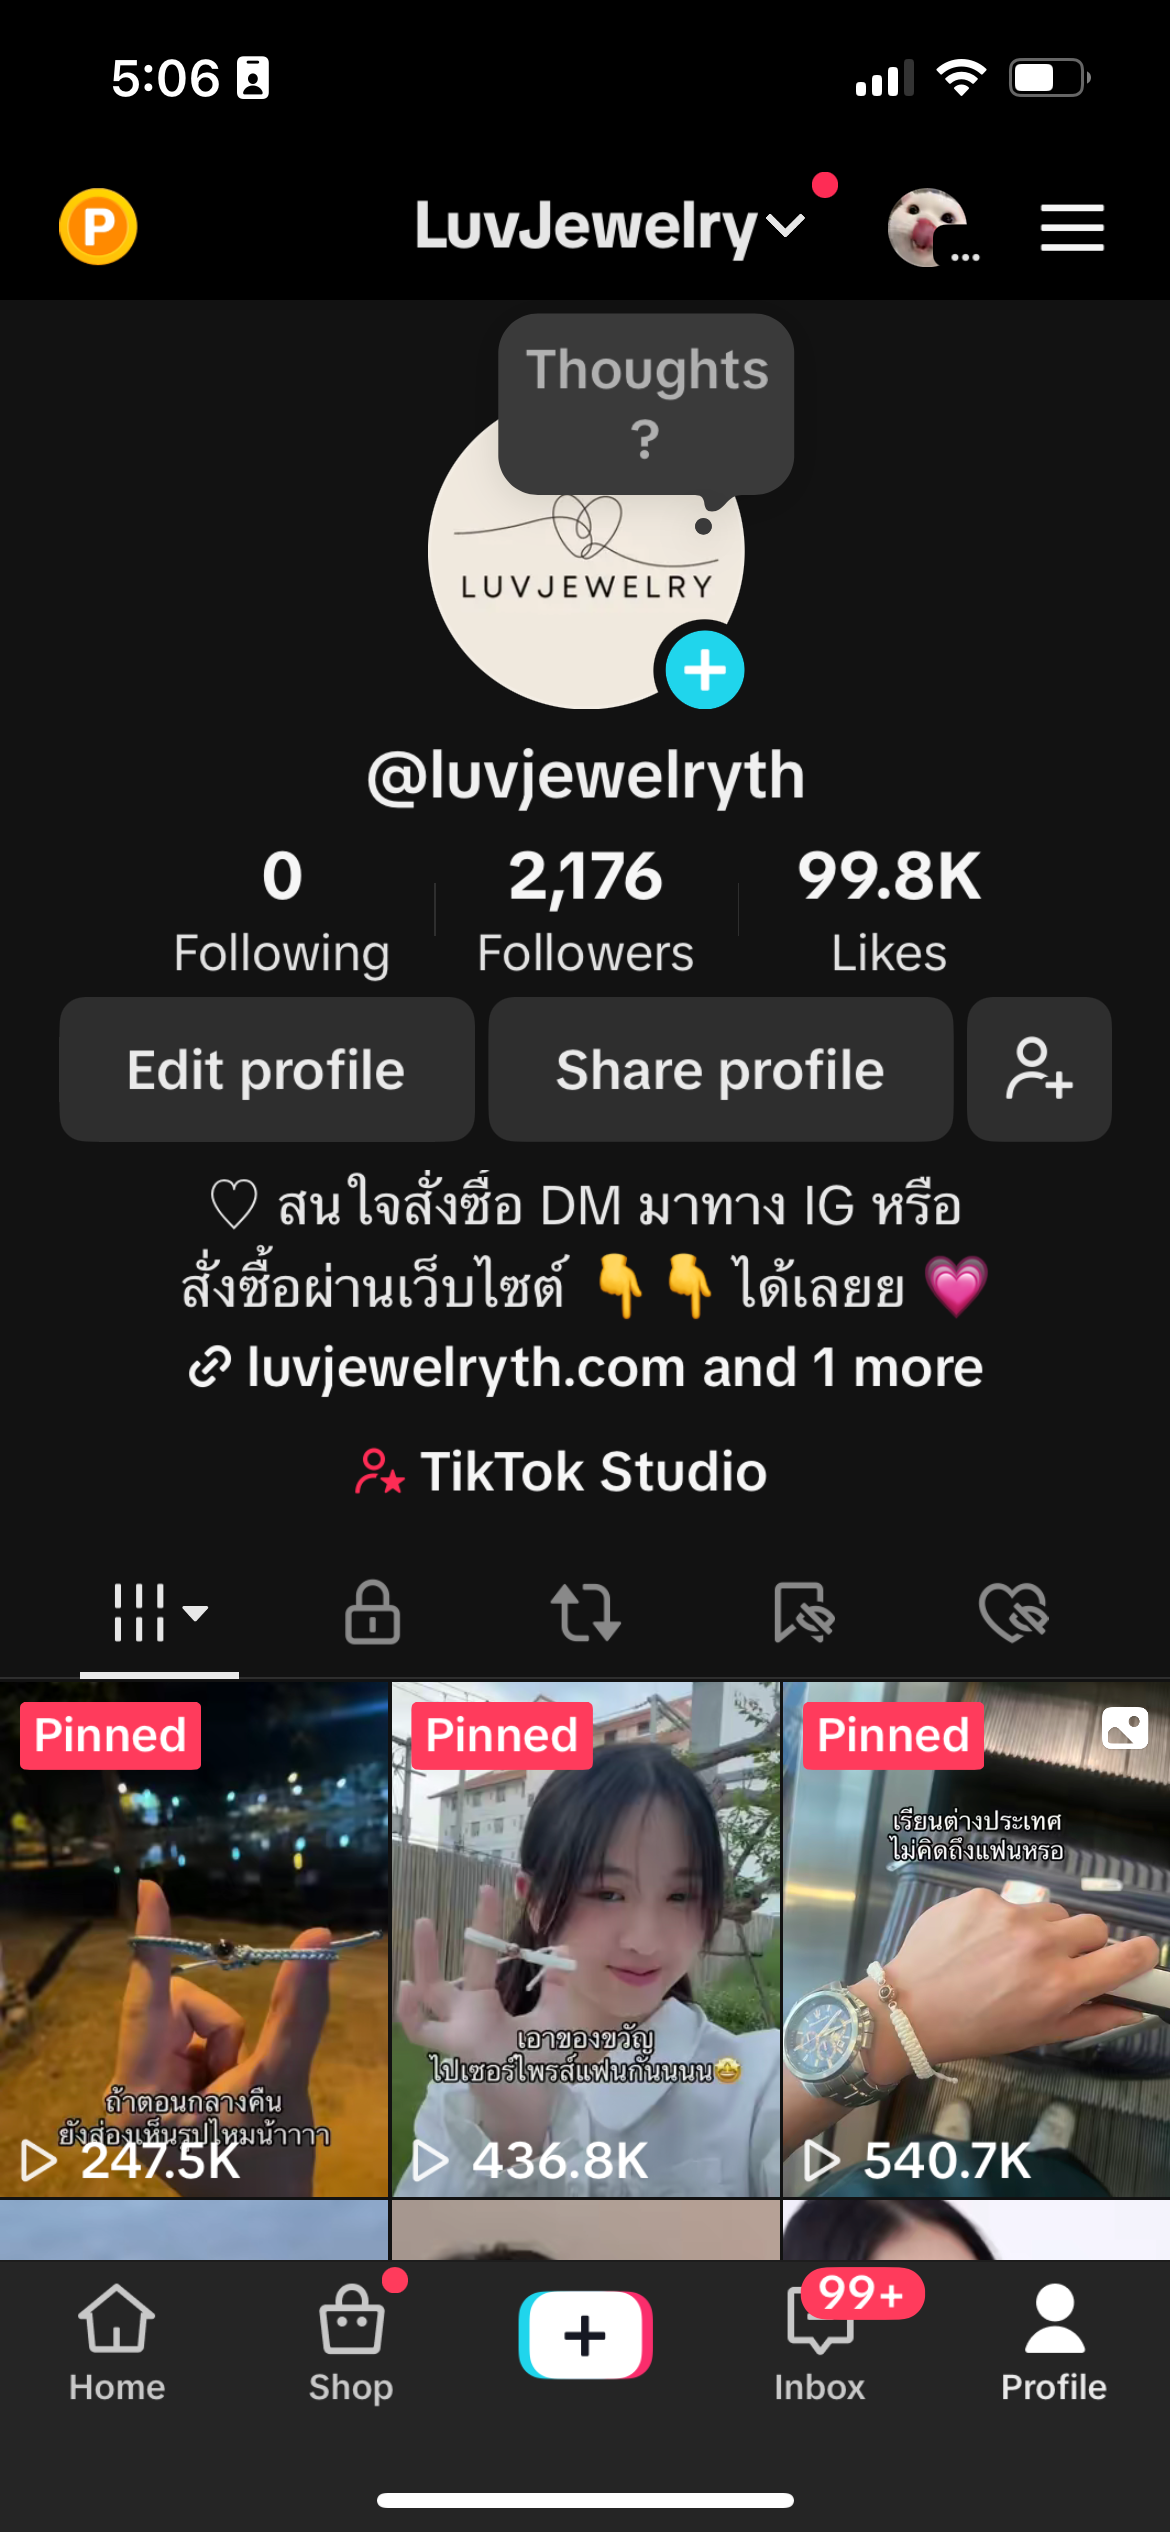 5:06
P
LuvJewelry
Thoughts
?
LUVJEWELRY
@luvjewelryth
0
Following
2,176
Followers
99.8K
Likes
Edit profile
Share profile
♡ สนใจสั่งซื้อ DM มาทาง IG หรือ
สั่งซื้อผ่านเว็บไซต์ 👇👇 ได้เลยย 💗
luvjewelryth.com and 1 more
TikTok Studio
Pinned
ถ้าตอนกลางคืน
ยังส่องเห็นรูปไหมน้าาา
247.5K
Pinned
เอาของขวัญ
ไปเซอร์ไพรส์แฟนกันนนน🤩
436.8K
Pinned
เรียนต่างประเทศ
ไม่คิดถึงแฟนหรอ
540.7K
Home
Shop
99+
Inbox
Profile